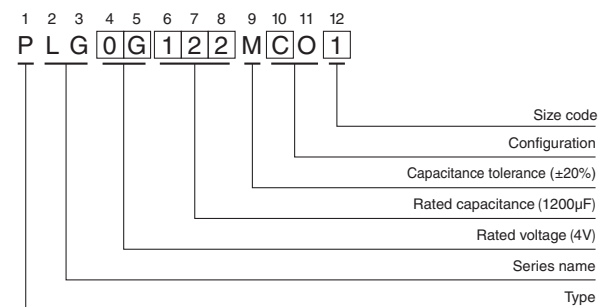 1 2 3 4 5 6 7 8 9 10 11 12
P L G 0 G 1 2 2 M C O 1
Size code
Configuration
Capacitance tolerance (±20%)
Rated capacitance (1200µF)
Rated voltage (4V)
Series name
Type